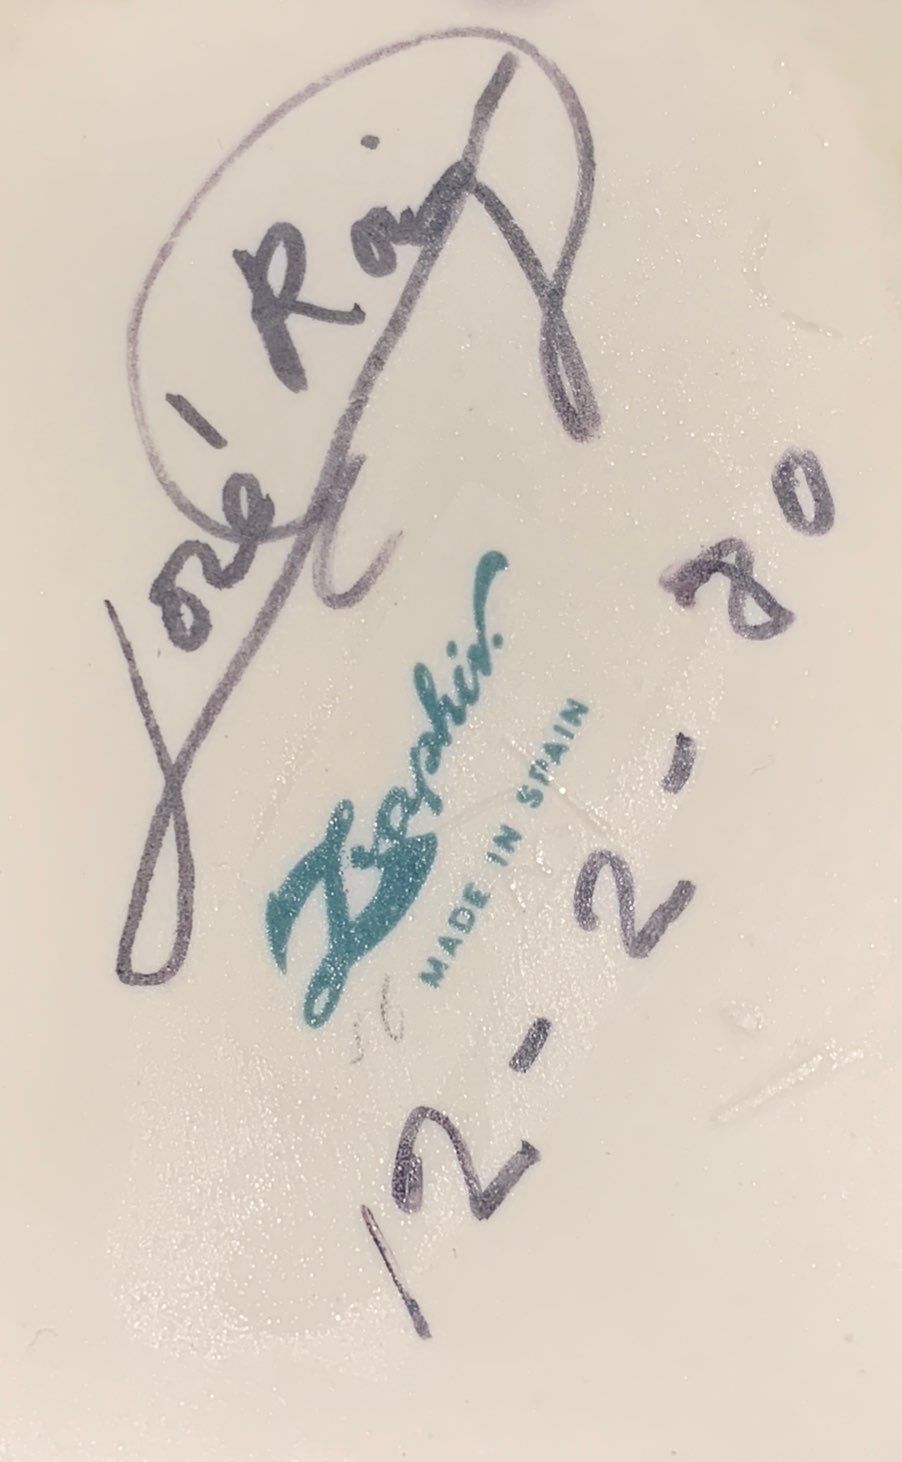 José Roig
Zaphir.
MADE IN SPAIN
12-2-80